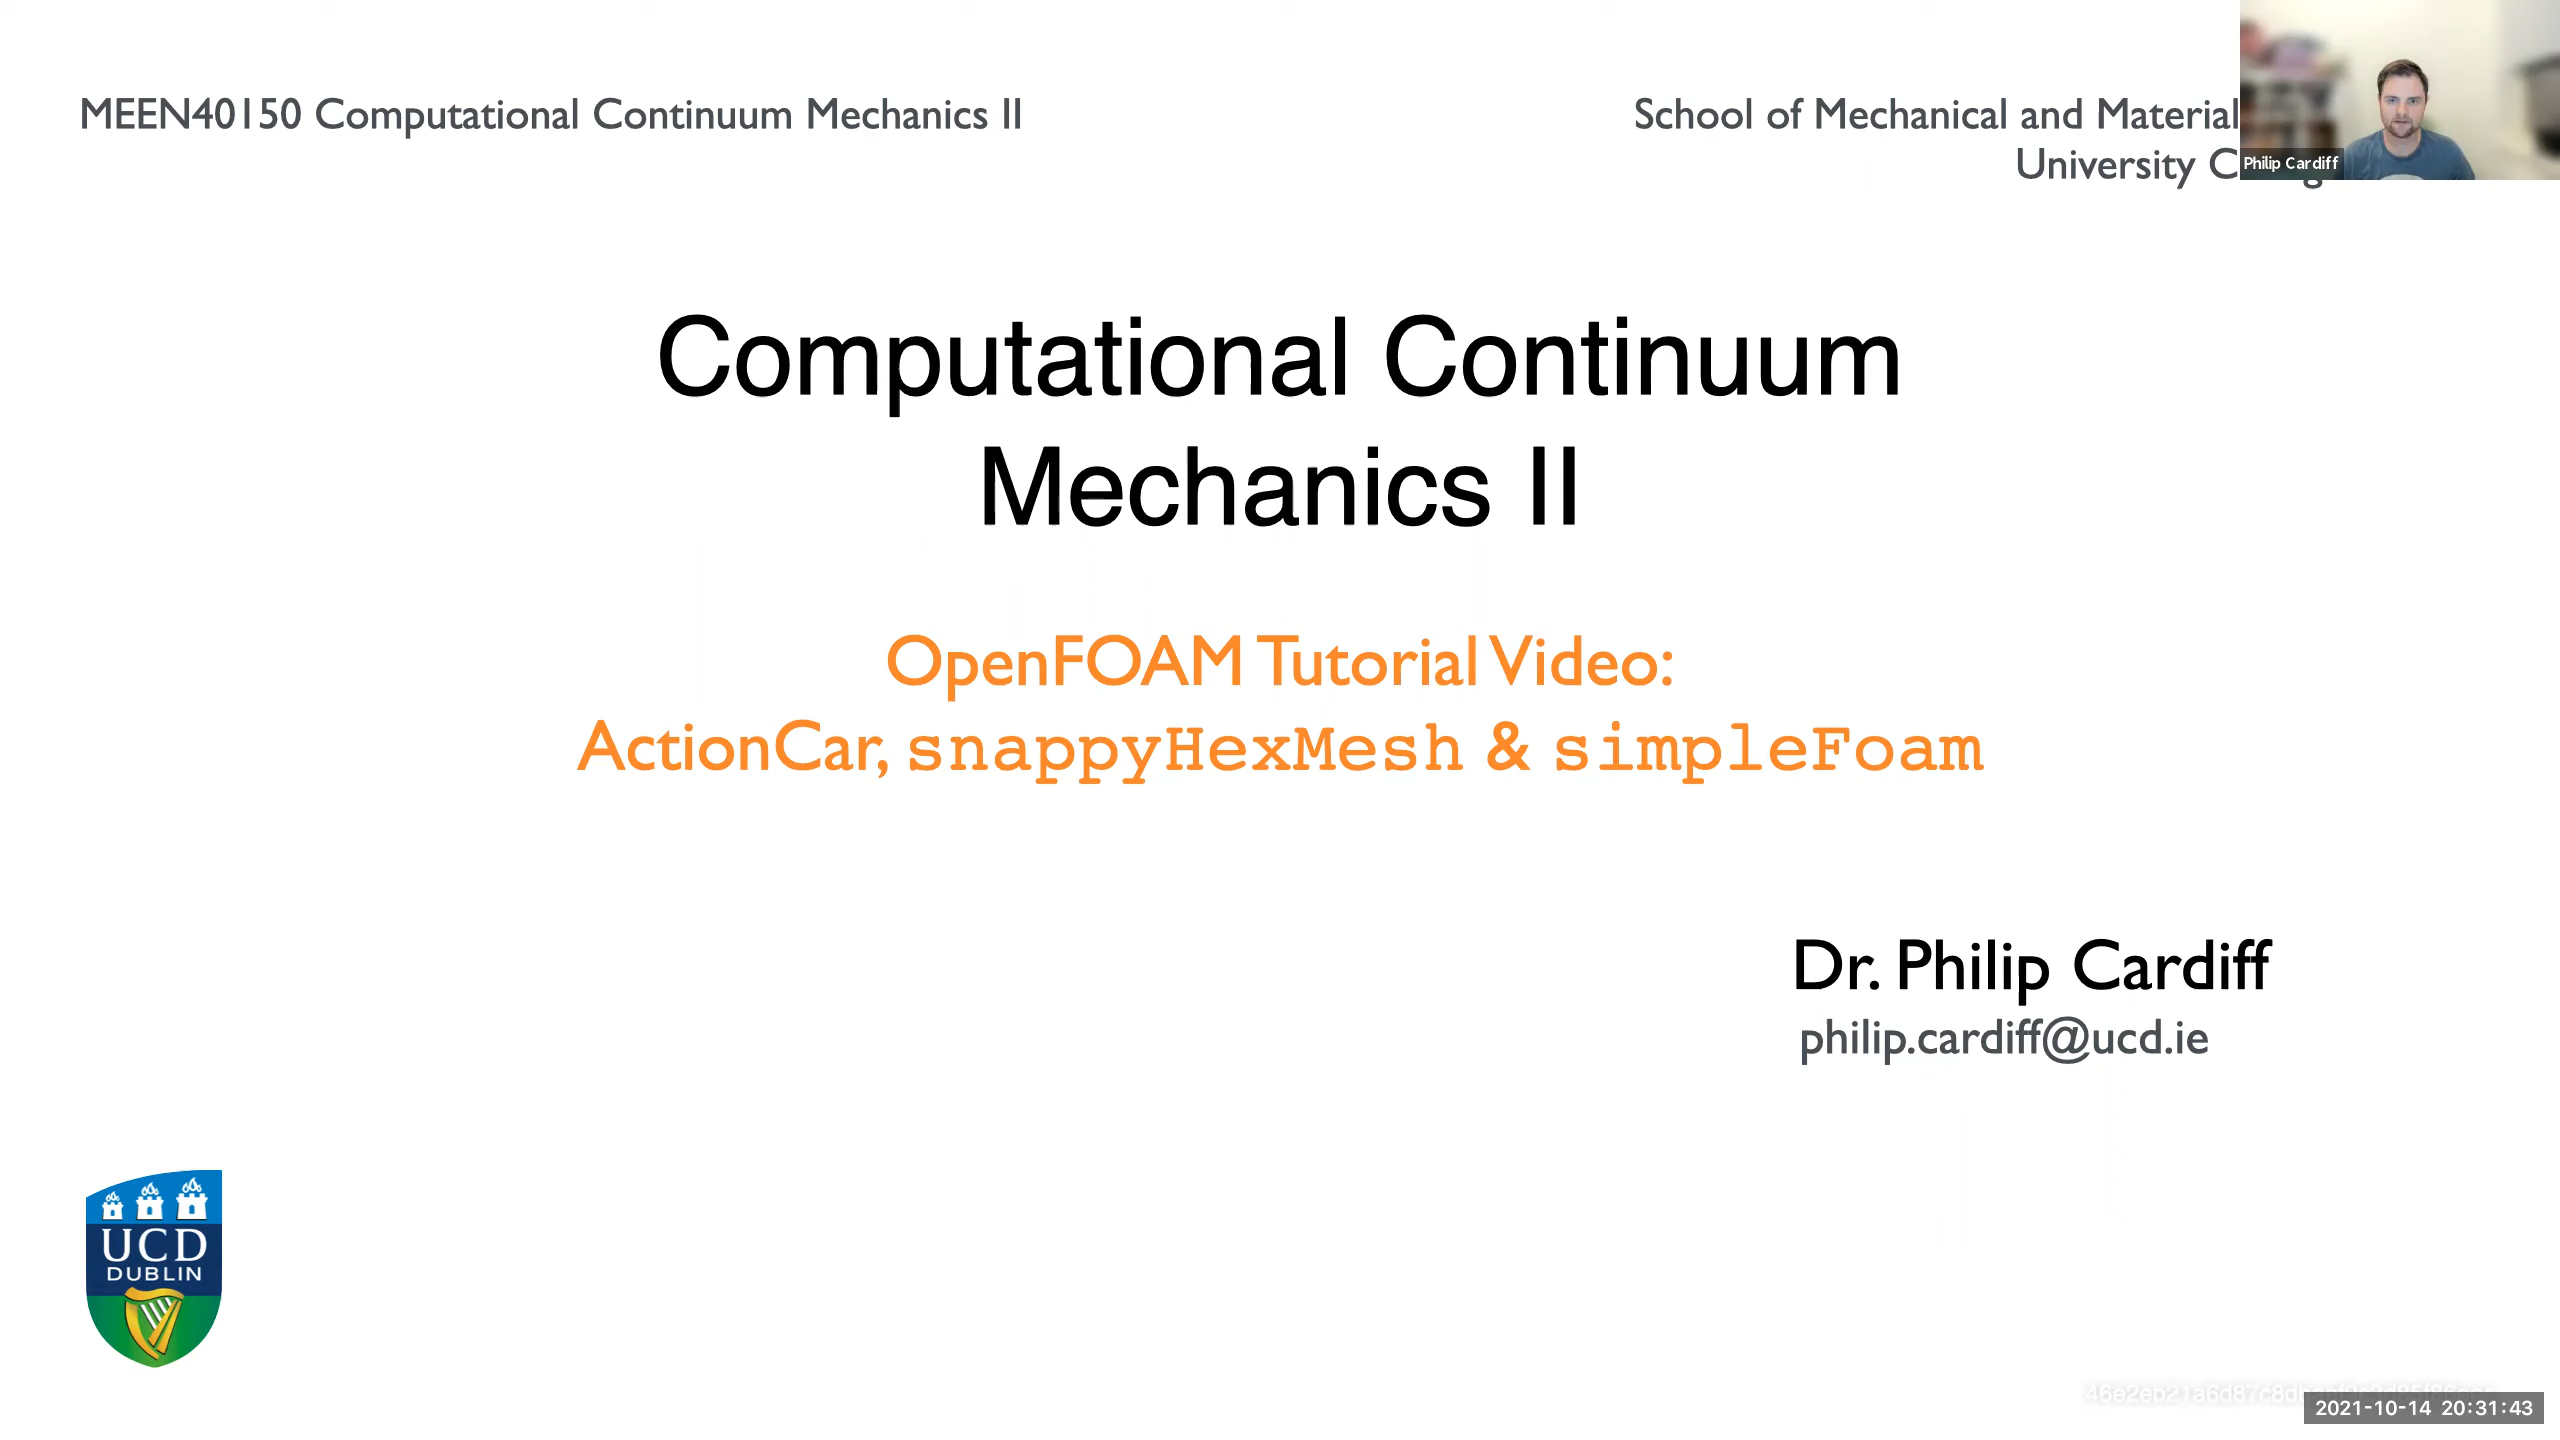 MEEN40150 Computational Continuum Mechanics II
School of Mechanical and Material
University C
Philip Cardiff
Computational Continuum
Mechanics II
OpenFOAM Tutorial Video:
ActionCar, snappyHexMesh & simpleFoam
Dr. Philip Cardiff
philip.cardiff@ucd.ie
UCD
DUBLIN
2021-10-14 20:31:43